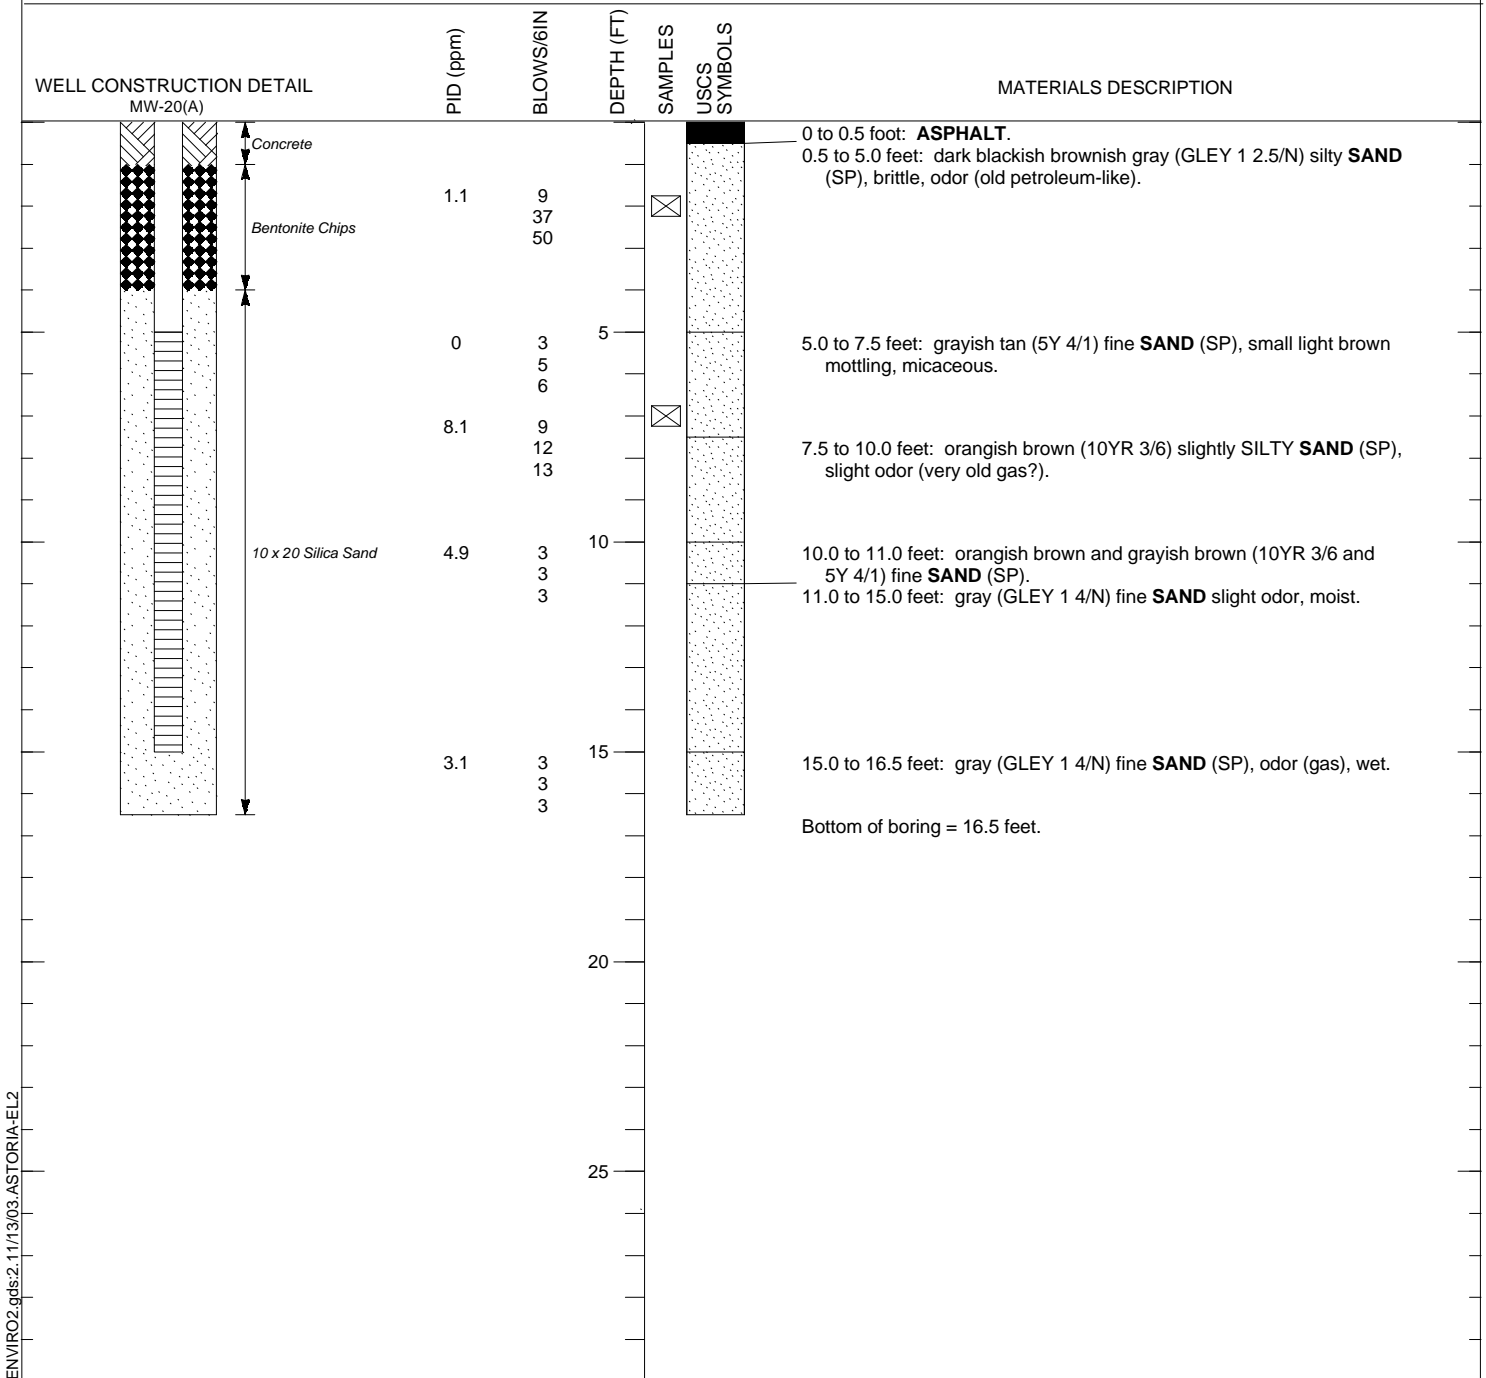 WELL CONSTRUCTION DETAIL
MW-20(A)
PID (ppm)
BLOWS/6IN
DEPTH (FT)
SAMPLES
USCS
SYMBOLS
MATERIALS DESCRIPTION
Concrete
0 to 0.5 foot: ASPHALT.
0.5 to 5.0 feet: dark blackish brownish gray (GLEY 1 2.5/N) silty SAND
(SP), brittle, odor (old petroleum-like).
1.1 9
37
Bentonite Chips
50
5
0 3
5.0 to 7.5 feet: grayish tan (5Y 4/1) fine SAND (SP), small light brown
5
mottling, micaceous.
6
8.1 9
12
7.5 to 10.0 feet: orangish brown (10YR 3/6) slightly SILTY SAND (SP),
13
slight odor (very old gas?).
10
10 x 20 Silica Sand
4.9 3
10.0 to 11.0 feet: orangish brown and grayish brown (10YR 3/6 and
3
5Y 4/1) fine SAND (SP).
3
11.0 to 15.0 feet: gray (GLEY 1 4/N) fine SAND slight odor, moist.
15
3.1 3
15.0 to 16.5 feet: gray (GLEY 1 4/N) fine SAND (SP), odor (gas), wet.
3
3
Bottom of boring = 16.5 feet.
20
25
ENVIRO2.gds:2.11/13/03.ASTORIA-EL2